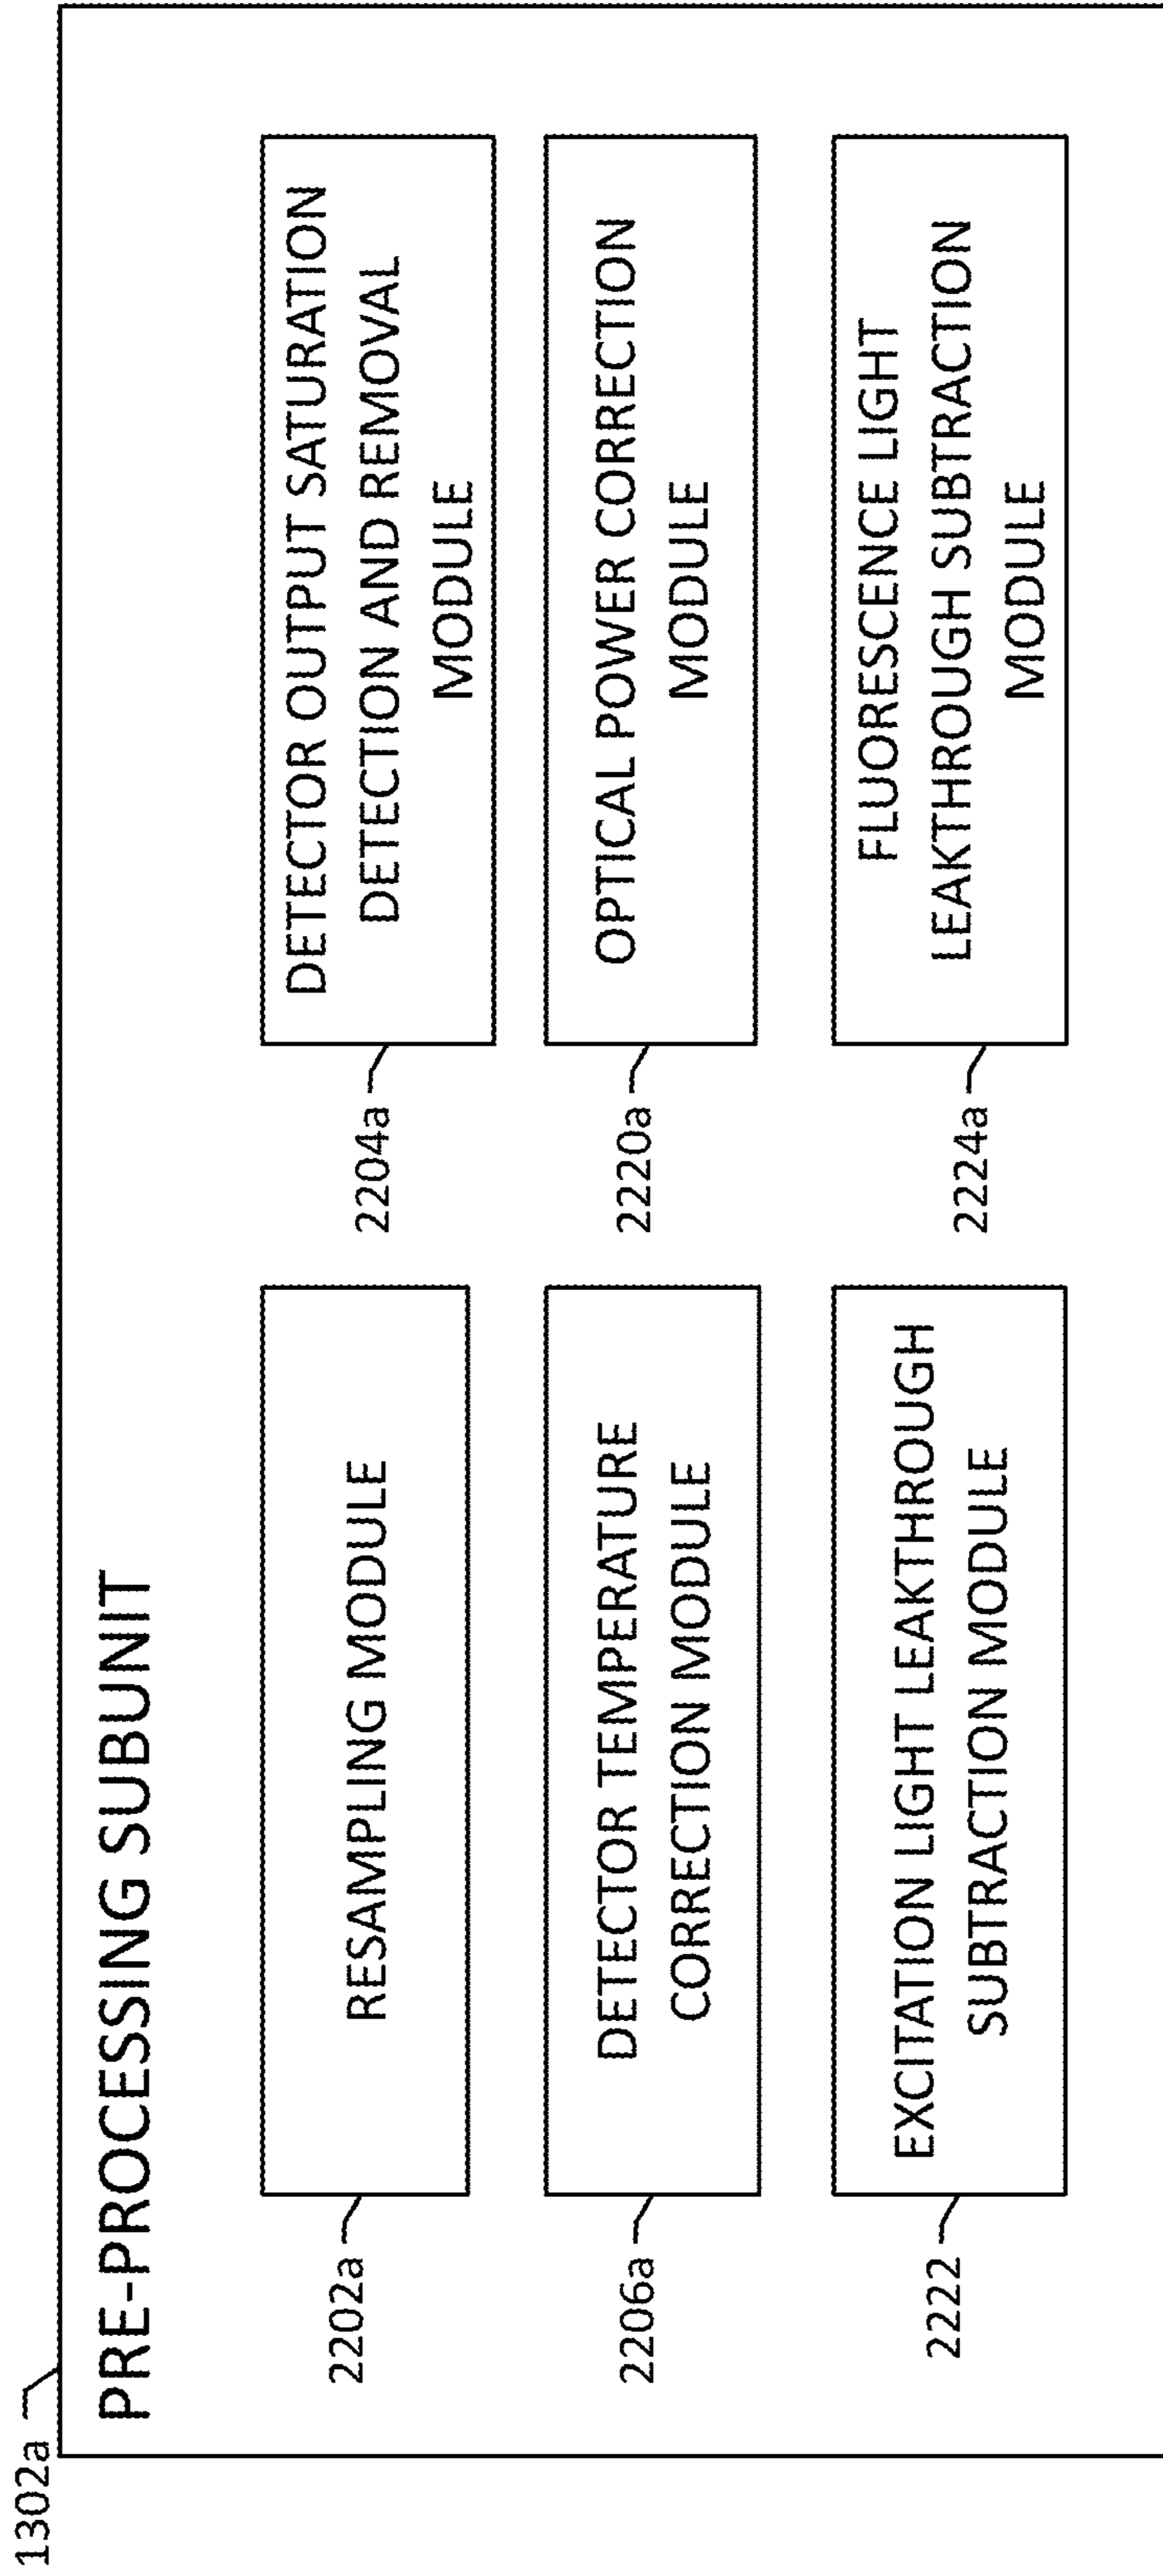 1302a
PRE-PROCESSING SUBUNIT
2202a
RESAMPLING MODULE
2204a
DETECTOR OUTPUT SATURATION
DETECTION AND REMOVAL
MODULE
2206a
DETECTOR TEMPERATURE
CORRECTION MODULE
2220a
OPTICAL POWER CORRECTION
MODULE
2222
EXCITATION LIGHT LEAKTHROUGH
SUBTRACTION MODULE
2224a
FLUORESCENCE LIGHT
LEAKTHROUGH SUBTRACTION
MODULE